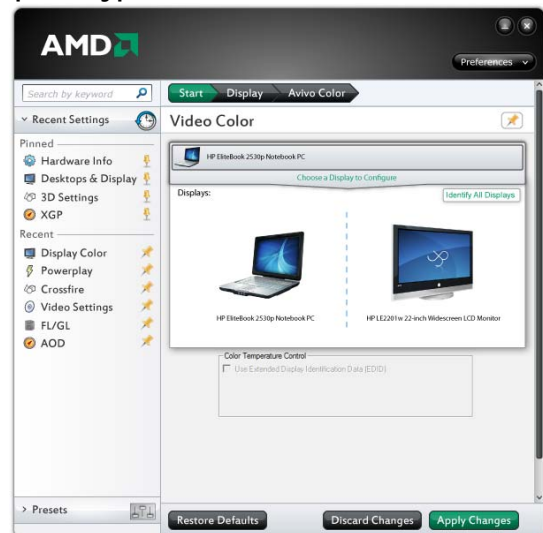 AMD
Preferences
Search by keyword
Start Display Avivo Color
Recent Settings
Video Color
Pinned
Hardware Info
Desktops & Display
3D Settings
XGP
Recent
Display Color
Powerplay
Crossfire
Video Settings
FL/GL
AOD
HP EliteBook 2530p Notebook PC
Choose a Display to Configure
Displays:
Identify All Displays
HP EliteBook 2530p Notebook PC
HP LE2201w 22-inch Widescreen LCD Monitor
Color Temperature Control
Use Extended Display Identification Data (EDID)
Presets
Restore Defaults
Discard Changes
Apply Changes